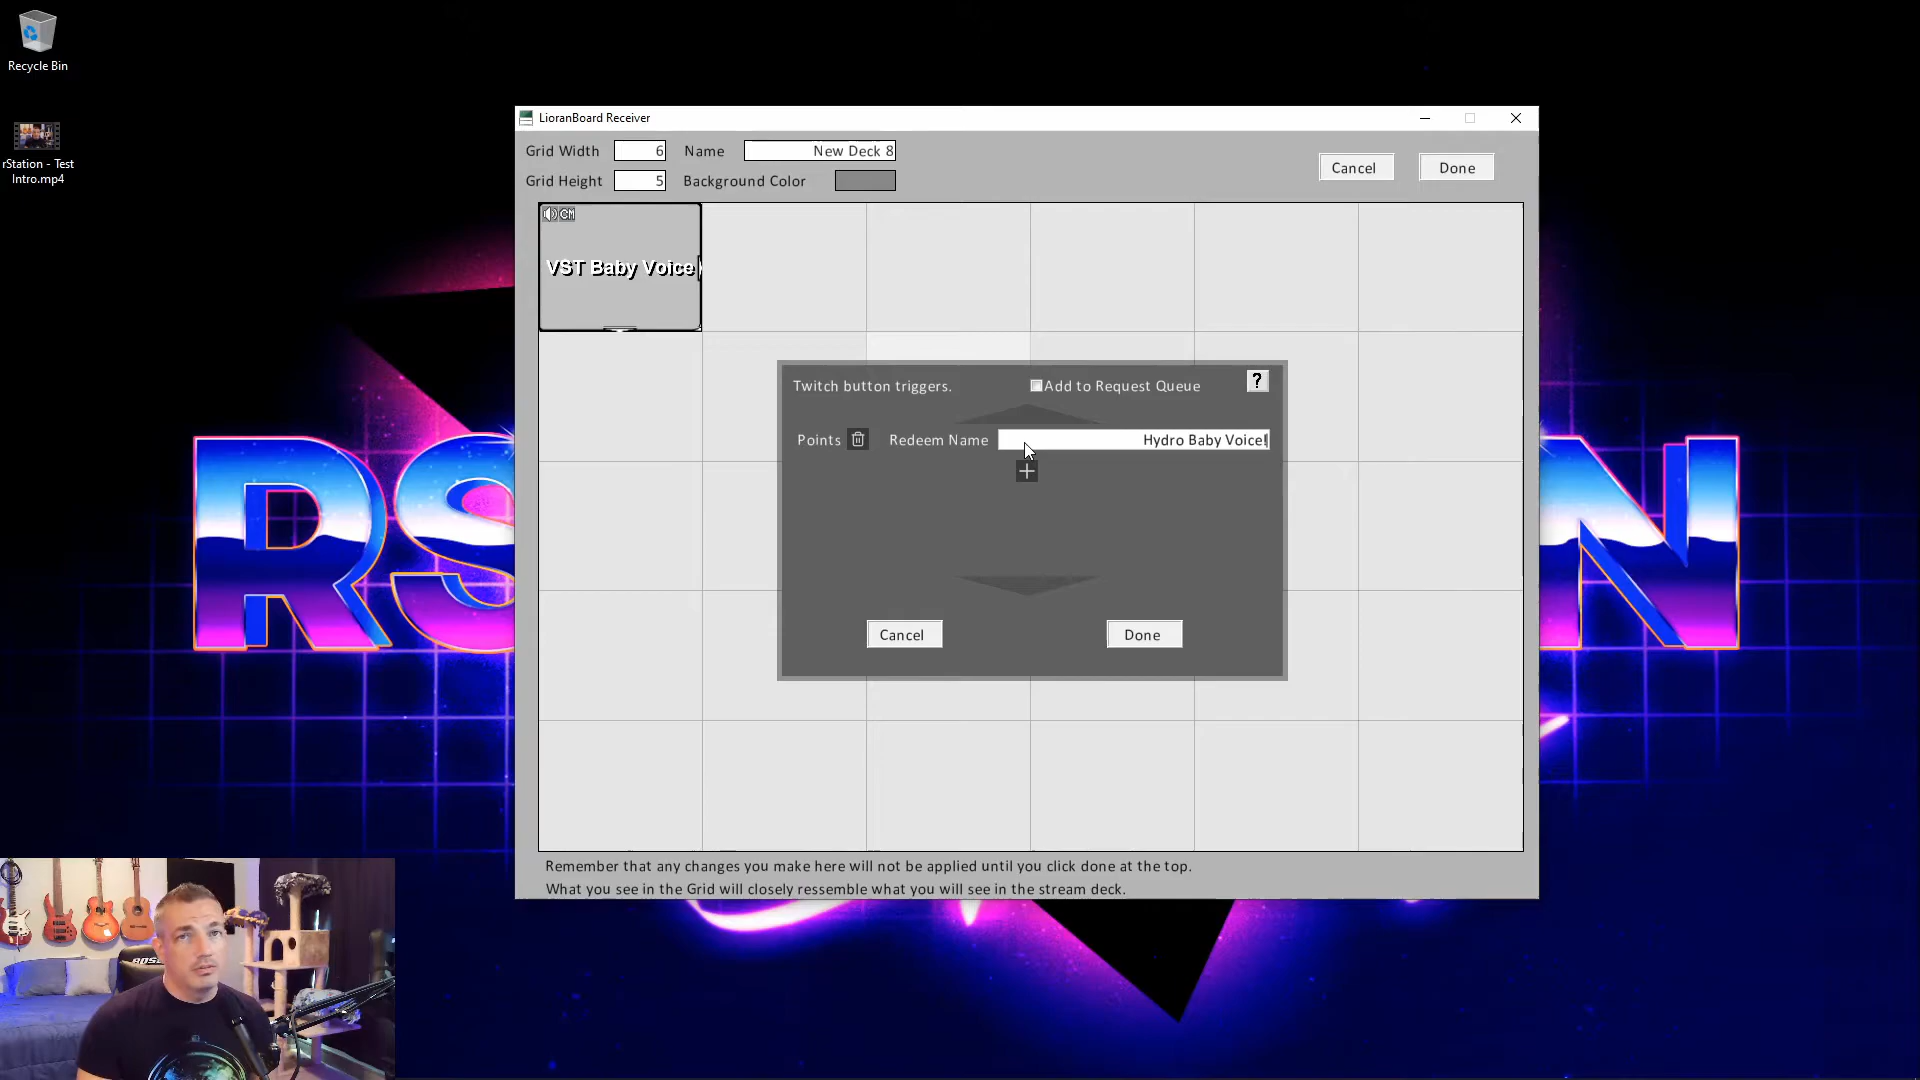 Recycle Bin
rStation - Test
Intro.mp4
LioranBoard Receiver
Grid Width 6 Name New Deck 8
Grid Height 5 Background Color
Cancel Done
CM
VST Baby Voice
Twitch button triggers. Add to Request Queue ?
Points Redeem Name Hydro Baby Voice!
+
Cancel Done
Remember that any changes you make here will not be applied until you click done at the top.
What you see in the Grid will closely ressemble what you will see in the stream deck.
RS
N